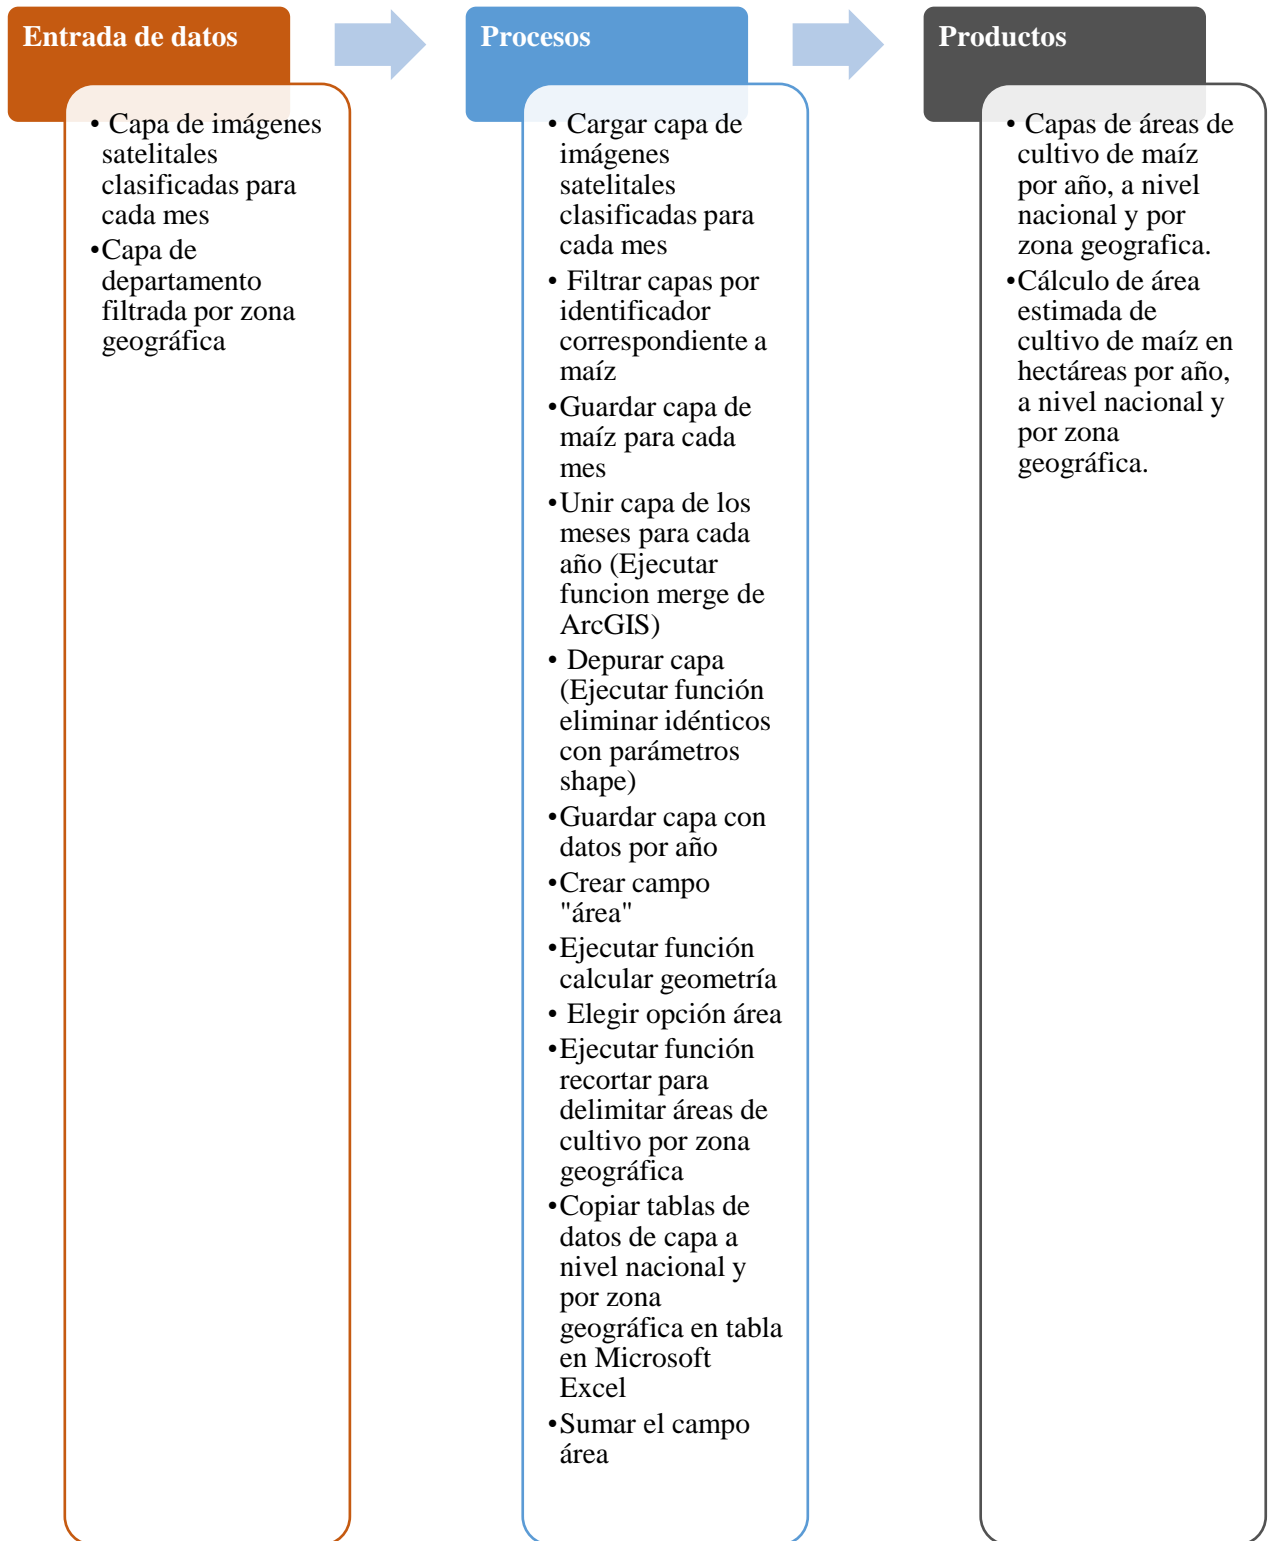 Entrada de datos
• Capa de imágenes
satelitales
clasificadas para
cada mes
•Capa de
departamento
filtrada por zona
geográfica
Procesos
• Cargar capa de
imágenes
satelitales
clasificadas para
cada mes
• Filtrar capas por
identificador
correspondiente a
maíz
•Guardar capa de
maíz para cada
mes
•Unir capa de los
meses para cada
año (Ejecutar
funcion merge de
ArcGIS)
• Depurar capa
(Ejecutar función
eliminar idénticos
con parámetros
shape)
•Guardar capa con
datos por año
•Crear campo
"área"
•Ejecutar función
calcular geometría
• Elegir opción área
•Ejecutar función
recortar para
delimitar áreas de
cultivo por zona
geográfica
•Copiar tablas de
datos de capa a
nivel nacional y
por zona
geográfica en tabla
en Microsoft
Excel
•Sumar el campo
área
Productos
• Capas de áreas de
cultivo de maíz
por año, a nivel
nacional y por
zona geografica.
•Cálculo de área
estimada de
cultivo de maíz en
hectáreas por año,
a nivel nacional y
por zona
geográfica.